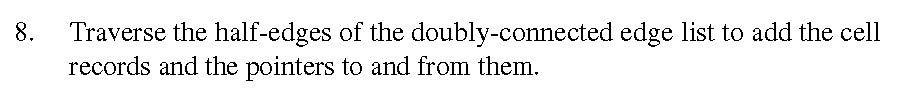 8. Traverse the half-edges of the doubly-connected edge list to add the cell
records and the pointers to and from them.